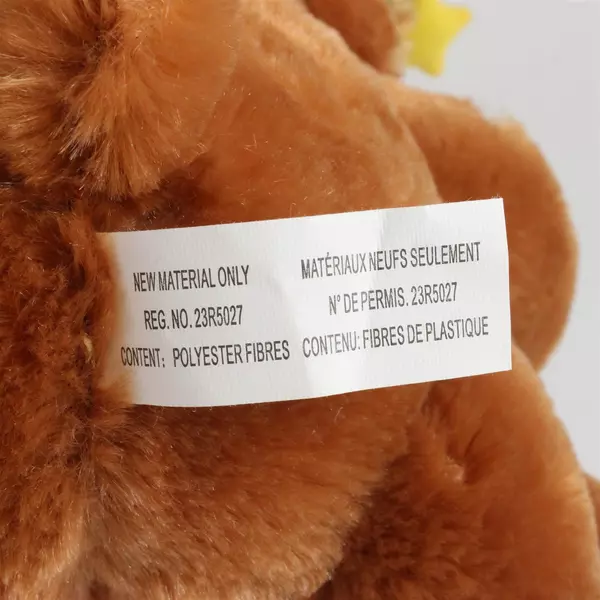 NEW MATERIAL ONLY
REG. NO. 23R5027
CONTENT: POLYESTER FIBRES
MATÉRIAUX NEUFS SEULEMENT
N° DE PERMIS. 23R5027
CONTENU: FIBRES DE PLASTIQUE